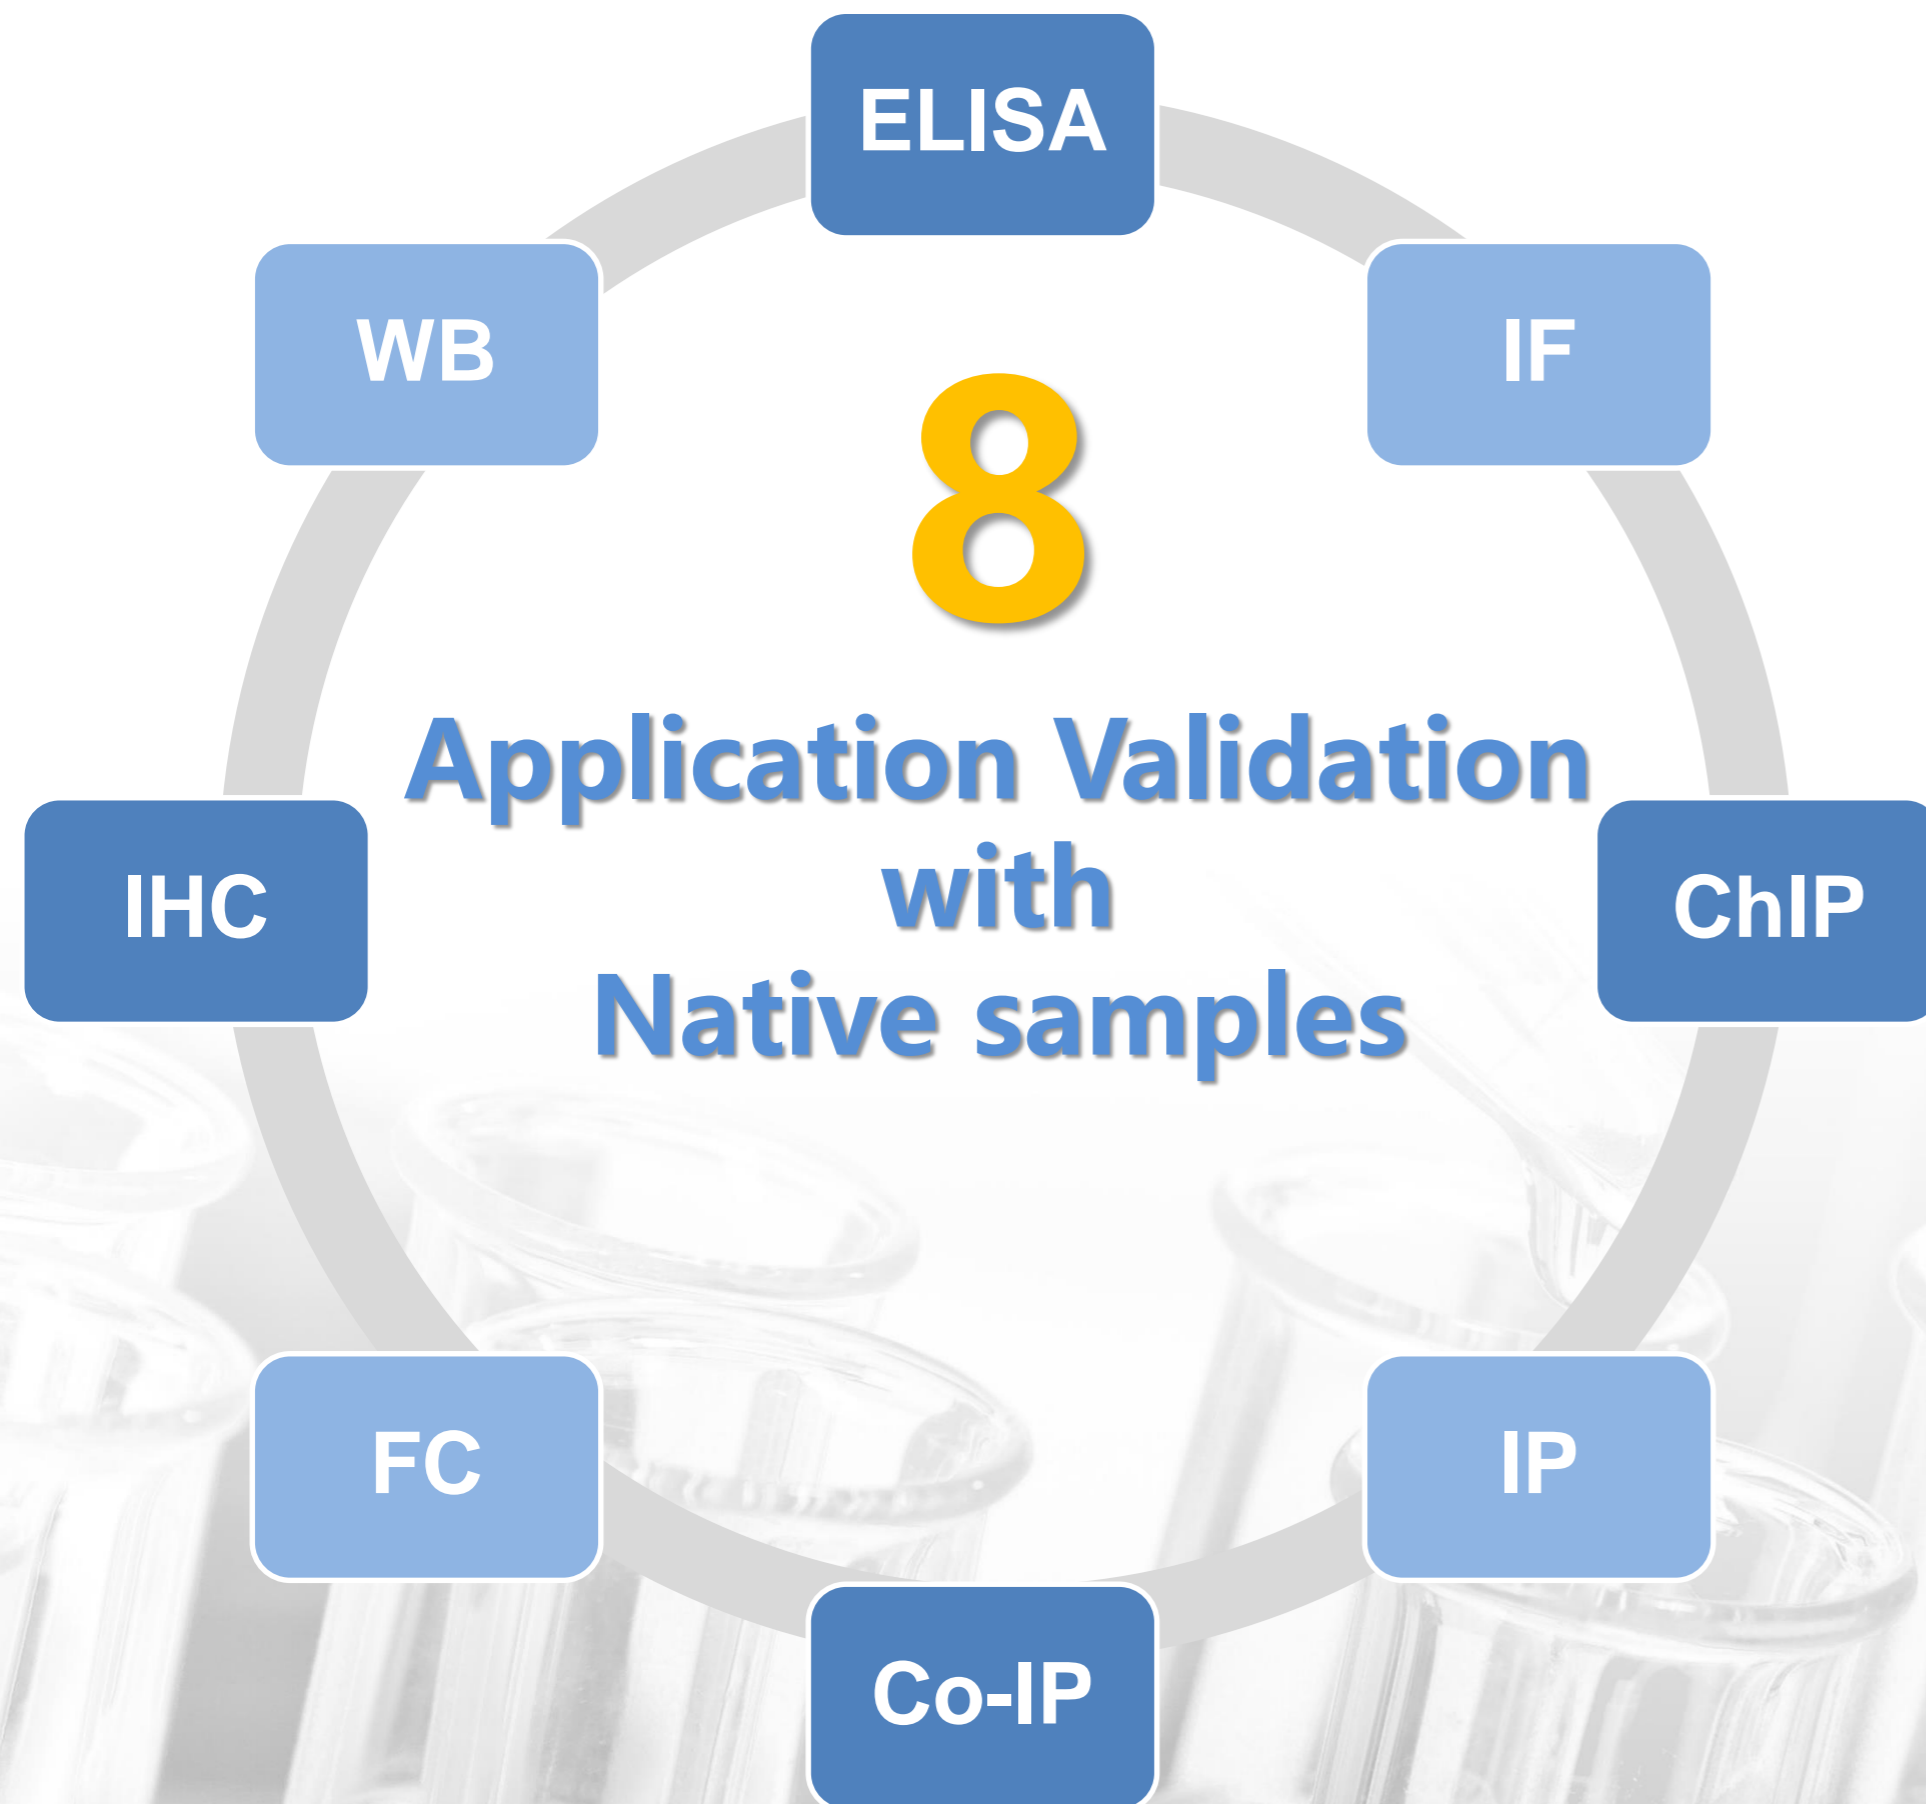 ELISA
WB
IF
8
Application Validation
with
Native samples
IHC
ChIP
FC
IP
Co-IP